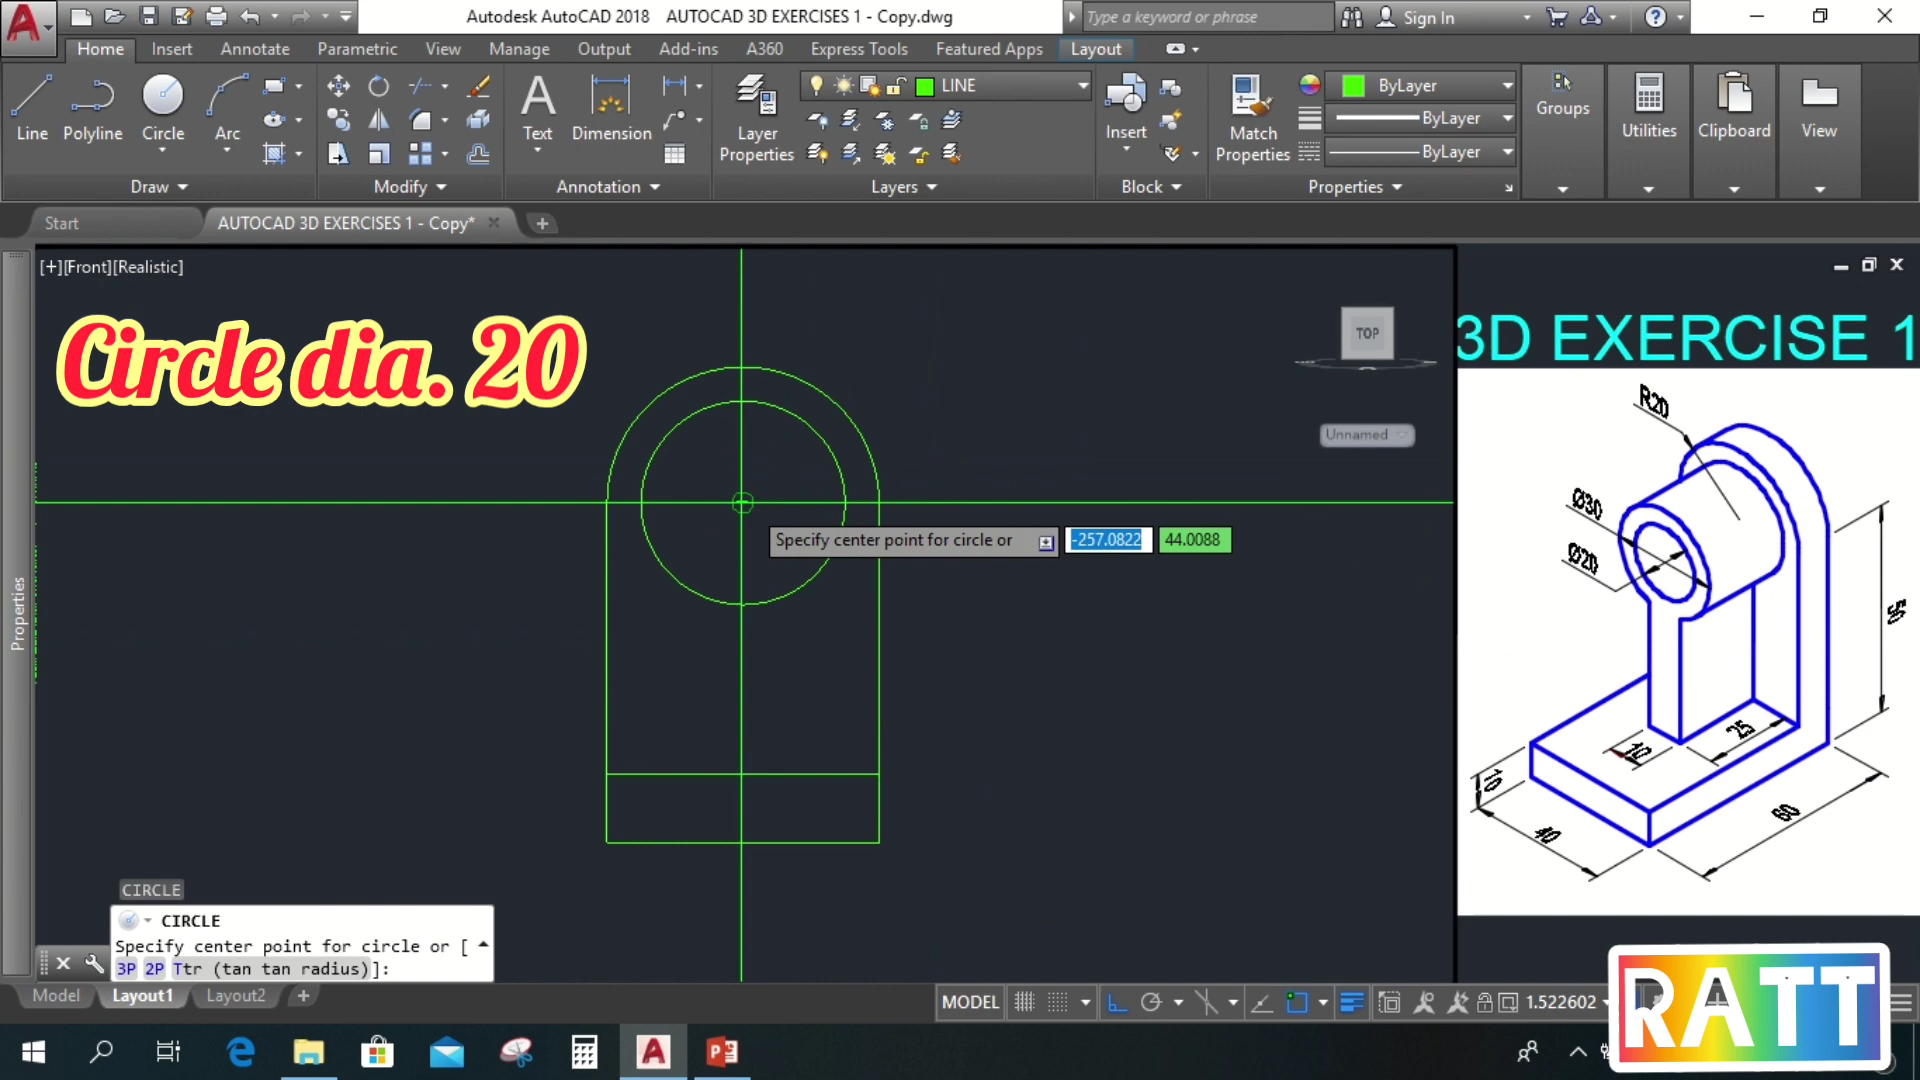 Autodesk AutoCAD 2018 AUTOCAD 3D EXERCISES 1 - Copy.dwg
Type a keyword or phrase
Sign In
Home Insert Annotate Parametric View Manage Output Add-ins A360 Express Tools Featured Apps Layout
Line Polyline Circle Arc
Text Dimension
Layer Properties
LINE
Insert
Match Properties
ByLayer
ByLayer
ByLayer
Groups Utilities Clipboard View
Draw Modify Annotation Layers Block Properties
Start AUTOCAD 3D EXERCISES 1 - Copy*
[+][Front][Realistic]
Circle dia. 20
TOP
Unnamed
3D EXERCISE 1
R20
Ø30
Ø20
55
25
10
10
40
60
Specify center point for circle or -257.0822 44.0088
Properties
CIRCLE
CIRCLE
Specify center point for circle or [
3P 2P Ttr (tan tan radius)]:
Model Layout1 Layout2
MODEL 1.522602
RATT